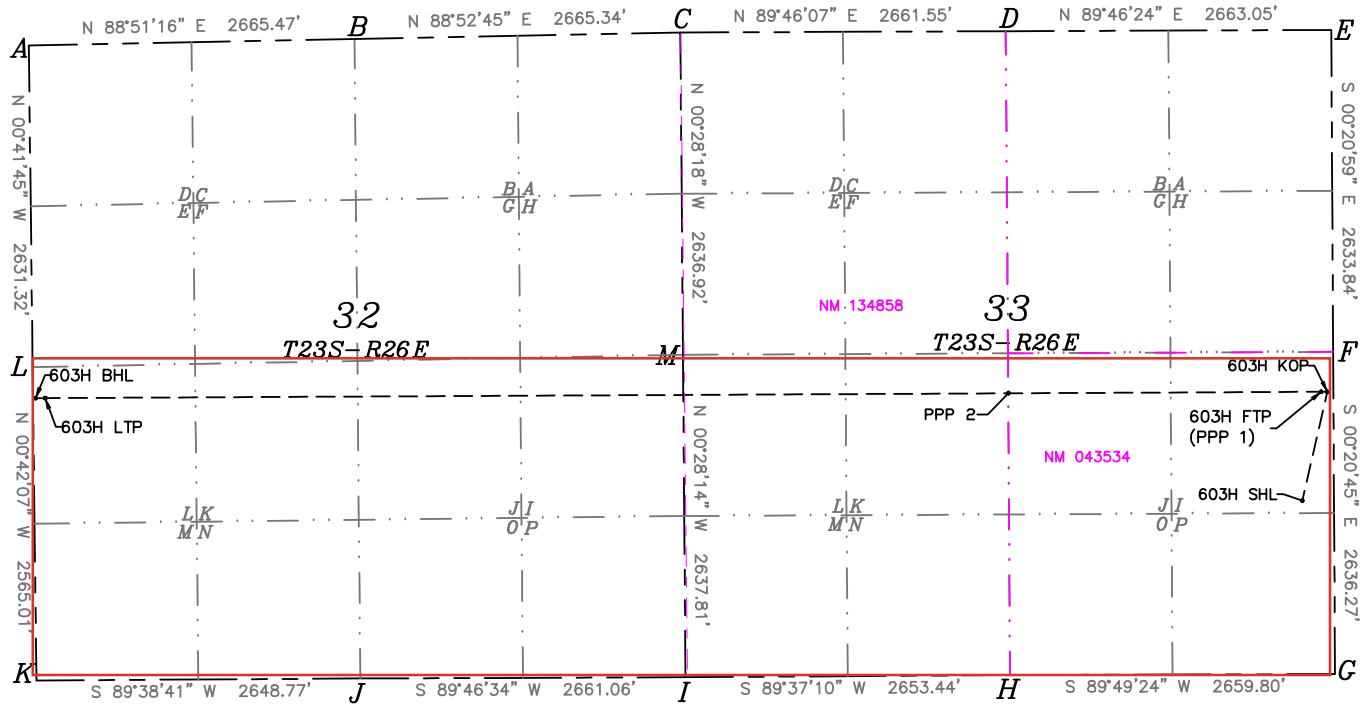 N 88°51'16" E 2665.47'
N 88°52'45" E 2665.34'
N 89°46'07" E 2661.55'
N 89°46'24" E 2663.05'
A
B
C
D
E
N 00°41'45" W 2631.32'
N 00°28'18" W 2636.92'
S 00°20'59" E 2633.84'
D C
E F
B A
G H
D C
E F
B A
G H
NM 134858
32
T23S-R26E
33
T23S-R26E
L
M
F
603H BHL
603H LTP
603H KOP
PPP 2
603H FTP
(PPP 1)
NM 043534
603H SHL
N 00°42'07" W 2565.01'
N 00°28'14" W 2637.81'
S 00°20'45" E 2636.27'
L K
M N
J I
O P
L K
M N
J I
O P
K
J
I
H
G
S 89°38'41" W 2648.77'
S 89°46'34" W 2661.06'
S 89°37'10" W 2653.44'
S 89°49'24" W 2659.80'